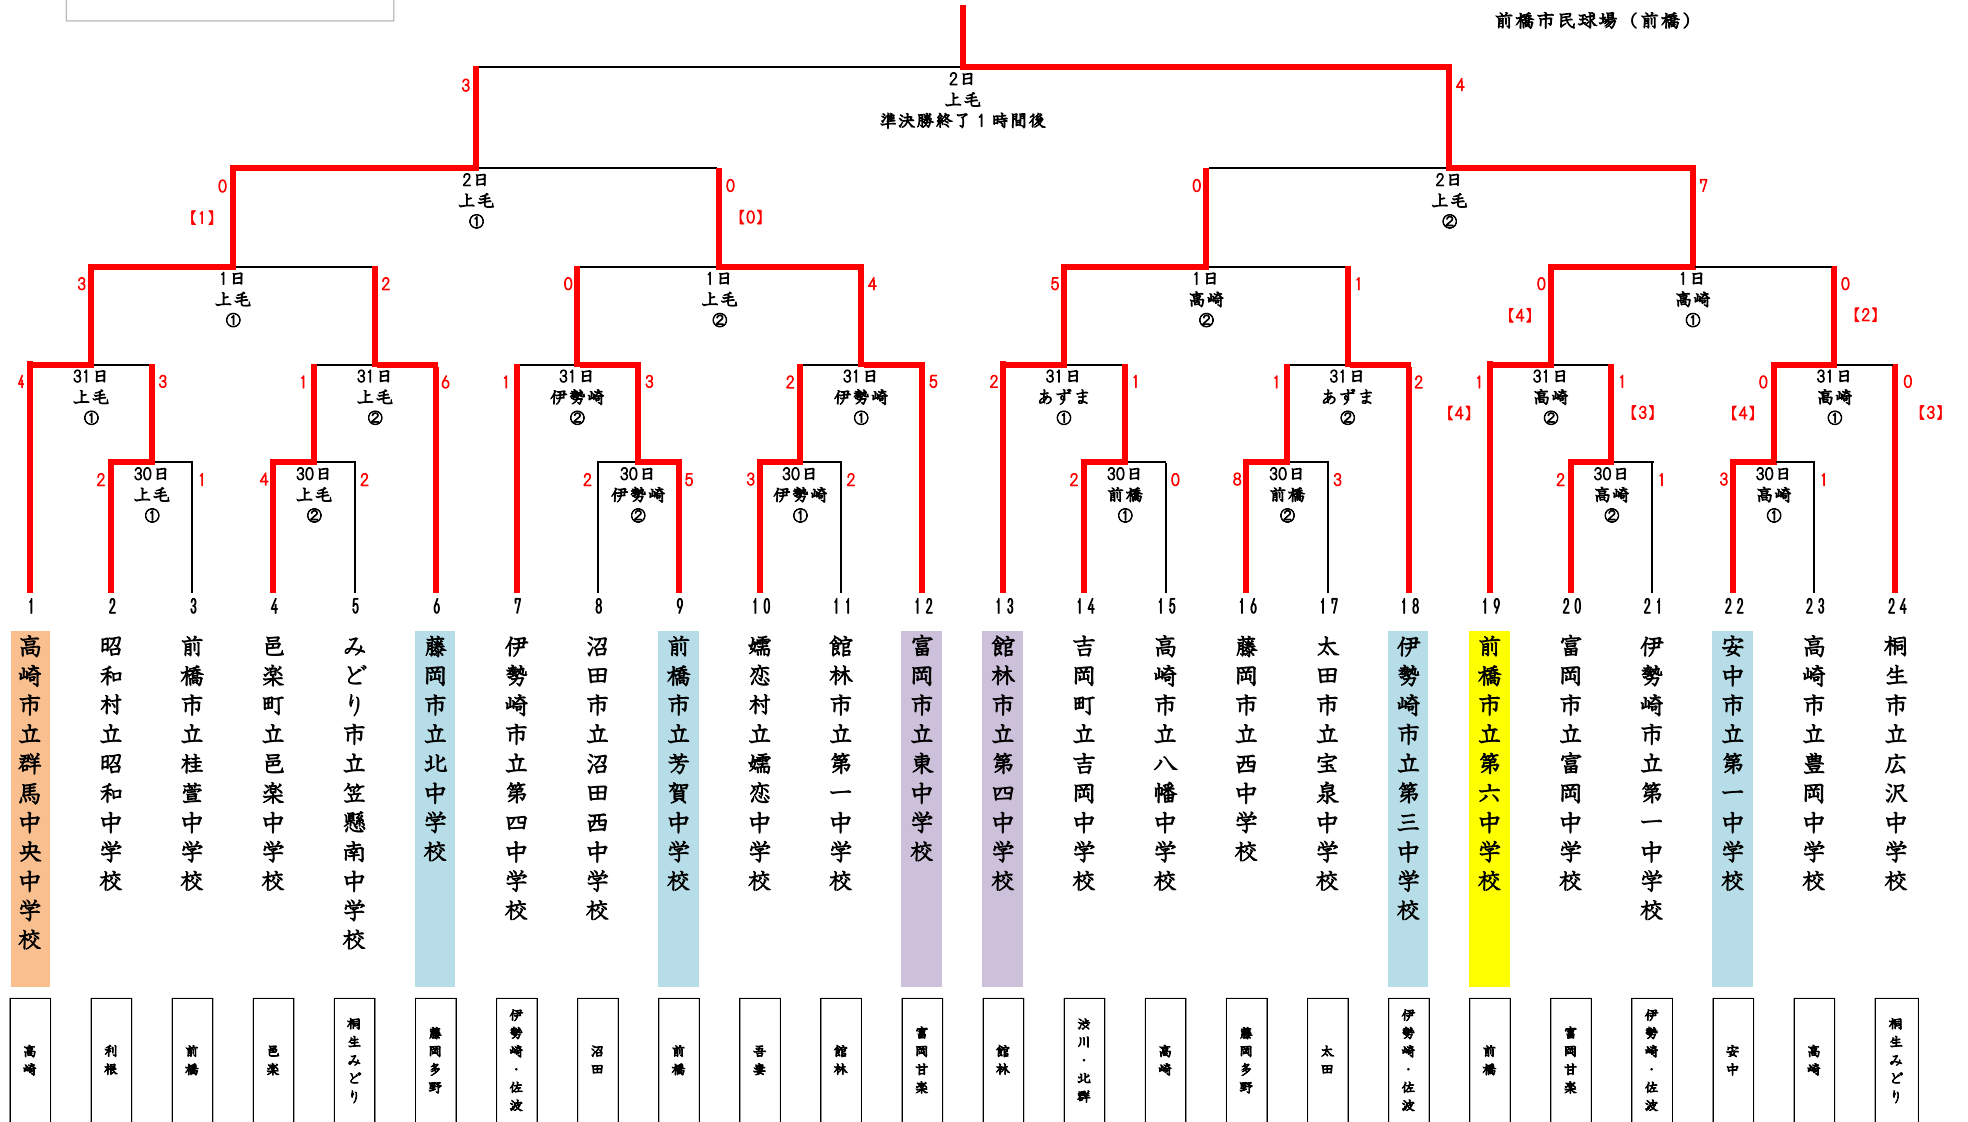 前橋市民球場（前橋）
3
2日
上毛
準決勝終了1時間後
4
0
【1】
2日
上毛
①
0
【0】
0
2日
上毛
②
7
3
1日
上毛
①
2
0
1日
上毛
②
4
5
1日
高崎
②
1
0
【4】
1日
高崎
①
0
【2】
4
31日
上毛
①
3
1
31日
上毛
②
6
1
31日
伊勢崎
②
3
2
31日
伊勢崎
①
5
2
31日
あずま
①
1
1
31日
あずま
②
2
1
【4】
31日
高崎
②
1
【3】
0
【4】
31日
高崎
①
0
【3】
2
30日
上毛
①
1
4
30日
上毛
②
2
2
30日
伊勢崎
②
5
3
30日
伊勢崎
①
2
2
30日
前橋
①
0
8
30日
前橋
②
3
2
30日
高崎
②
1
3
30日
高崎
①
1
1
高崎市立群馬中央中学校
高崎
2
昭和村立昭和中学校
利根
3
前橋市立桂萱中学校
前橋
4
邑楽町立邑楽中学校
邑楽
5
みどり市立笠懸南中学校
桐生みどり
6
藤岡市立北中学校
藤岡多野
7
伊勢崎市立第四中学校
伊勢崎・佐波
8
沼田市立沼田西中学校
沼田
9
前橋市立芳賀中学校
前橋
10
嬬恋村立嬬恋中学校
吾妻
11
館林市立第一中学校
館林
12
富岡市立東中学校
富岡甘楽
13
館林市立第四中学校
館林
14
吉岡町立吉岡中学校
渋川・北群
15
高崎市立八幡中学校
高崎
16
藤岡市立西中学校
藤岡多野
17
太田市立宝泉中学校
太田
18
伊勢崎市立第三中学校
伊勢崎・佐波
19
前橋市立第六中学校
前橋
20
富岡市立富岡中学校
富岡甘楽
21
伊勢崎市立第一中学校
伊勢崎・佐波
22
安中市立第一中学校
安中
23
高崎市立豊岡中学校
高崎
24
桐生市立広沢中学校
桐生みどり